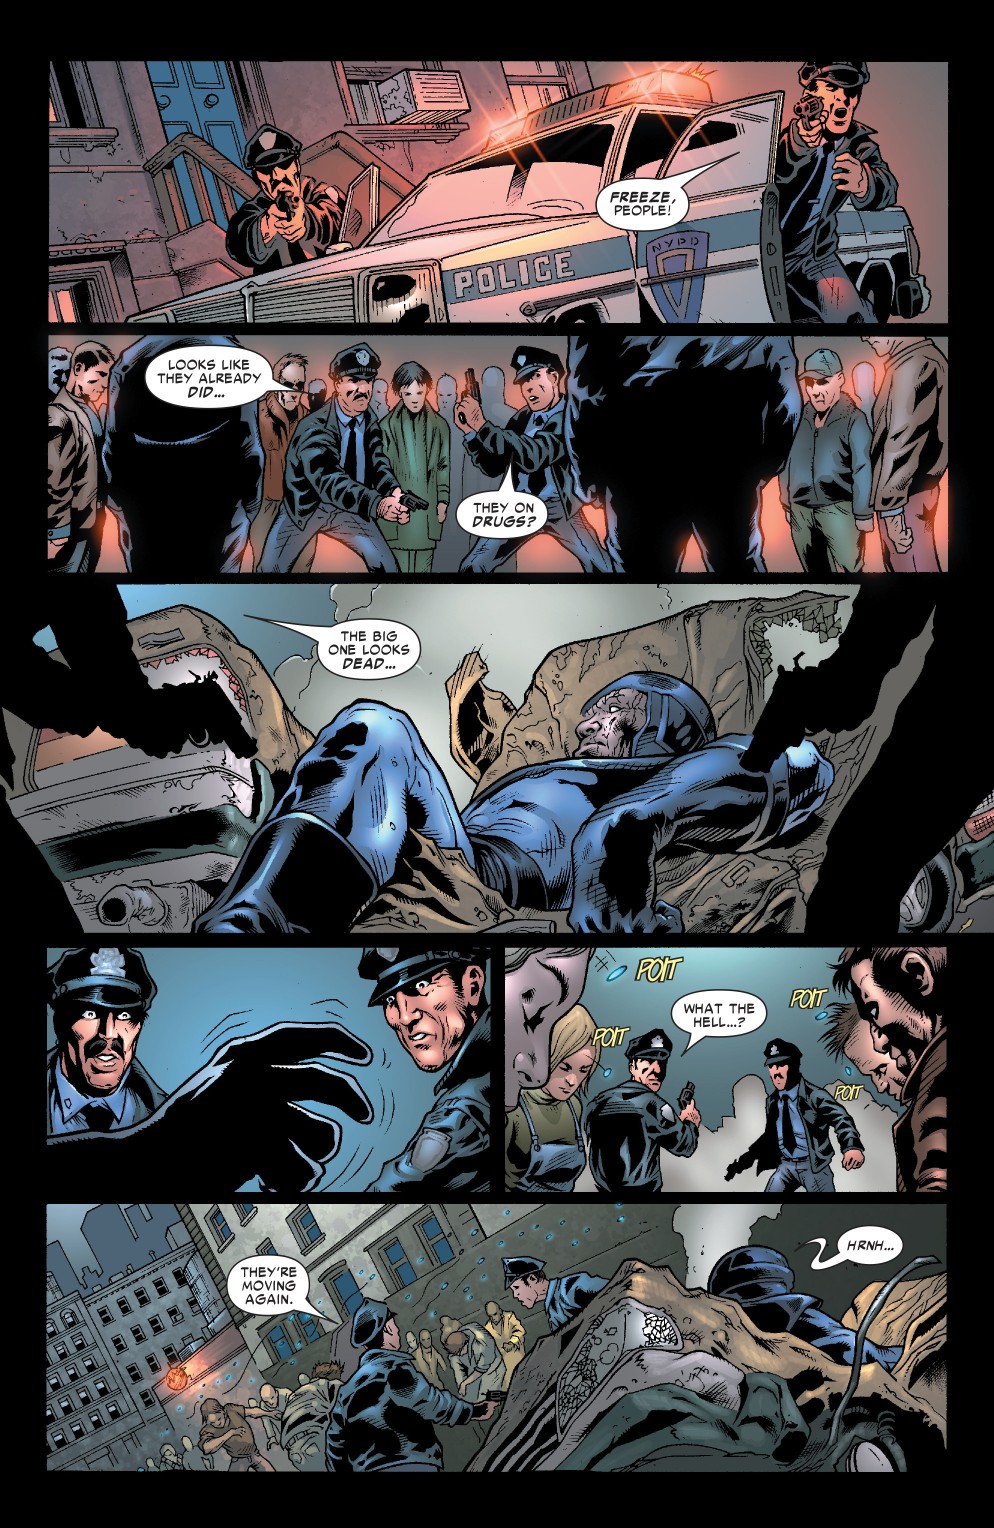 FREEZE,
PEOPLE!
POLICE
NYPD
LOOKS LIKE
THEY ALREADY
DID...
THEY ON
DRUGS?
THE BIG
ONE LOOKS
DEAD...
POIT
POIT
WHAT THE
HELL...?
POIT
POIT
THEY'RE
MOVING
AGAIN.
HRNH...